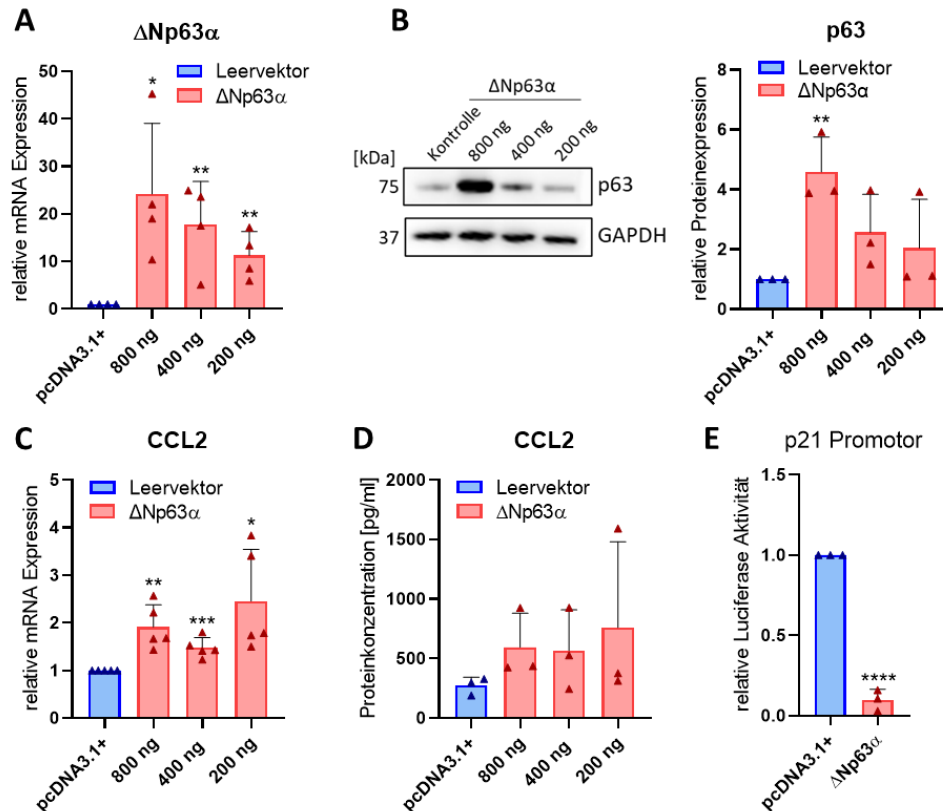 A
ΔNp63α
Leervektor
ΔNp63α
relative mRNA Expression
50
40
30
20
10
0
*
**
**
pcDNA3.1+
800 ng
400 ng
200 ng
B
ΔNp63α
Kontrolle
800 ng
400 ng
200 ng
[kDa]
75
p63
37
GAPDH
p63
Leervektor
ΔNp63α
relative Proteinexpression
8
6
4
2
0
**
pcDNA3.1+
800 ng
400 ng
200 ng
C
CCL2
Leervektor
ΔNp63α
relative mRNA Expression
5
4
3
2
1
0
**
***
*
pcDNA3.1+
800 ng
400 ng
200 ng
D
CCL2
Leervektor
ΔNp63α
Proteinkonzentration [pg/ml]
2000
1500
1000
500
0
pcDNA3.1+
800 ng
400 ng
200 ng
E
p21 Promotor
relative Luciferase Aktivität
1.5
1.0
0.5
0.0
****
pcDNA3.1+
ΔNp63α